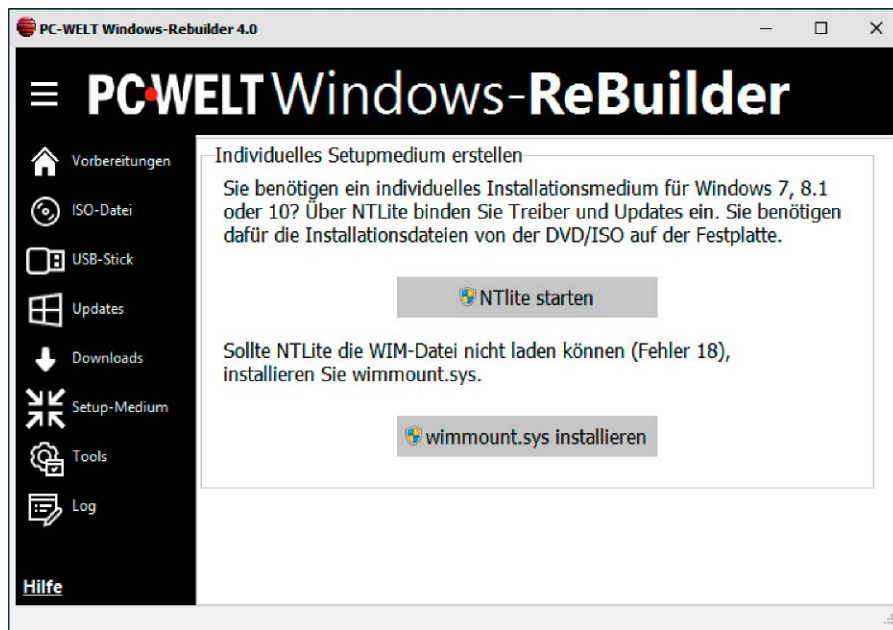 PC-WELT Windows-Rebuilder 4.0
PC-WELT Windows-ReBuilder
Vorbereitungen
ISO-Datei
USB-Stick
Updates
Downloads
Setup-Medium
Tools
Log
Hilfe
Individuelles Setupmedium erstellen
Sie benötigen ein individuelles Installationsmedium für Windows 7, 8.1
oder 10? Über NTLite binden Sie Treiber und Updates ein. Sie benötigen
dafür die Installationsdateien von der DVD/ISO auf der Festplatte.
NTlite starten
Sollte NTLite die WIM-Datei nicht laden können (Fehler 18),
installieren Sie wimmount.sys.
wimmount.sys installieren